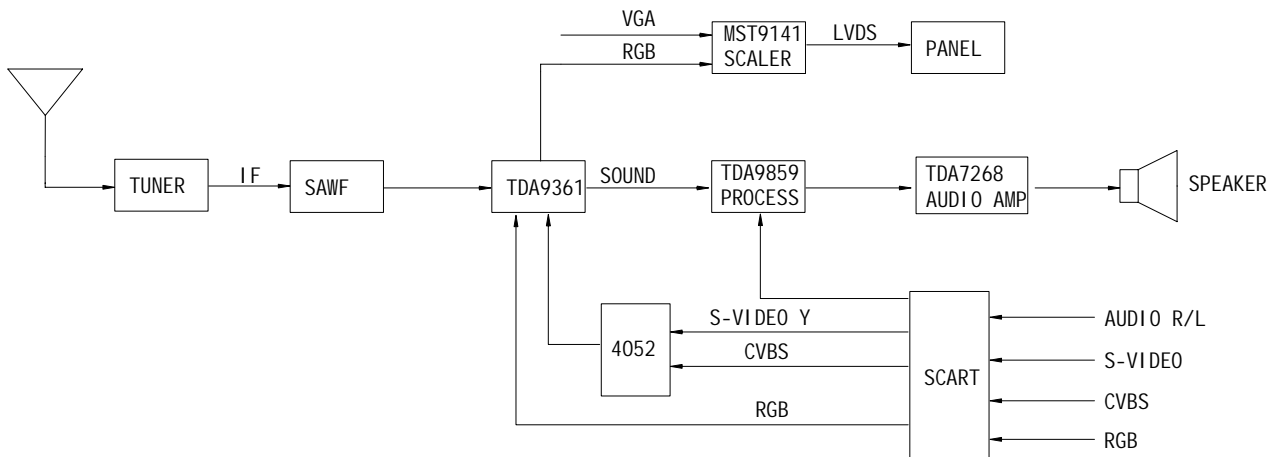 VGA
RGB
MST9141
SCALER
LVDS
PANEL
TUNER
IF
SAWF
TDA9361
SOUND
TDA9859
PROCESS
TDA7268
AUDIO AMP
SPEAKER
4052
S-VIDEO Y
CVBS
RGB
SCART
AUDIO R/L
S-VIDEO
CVBS
RGB